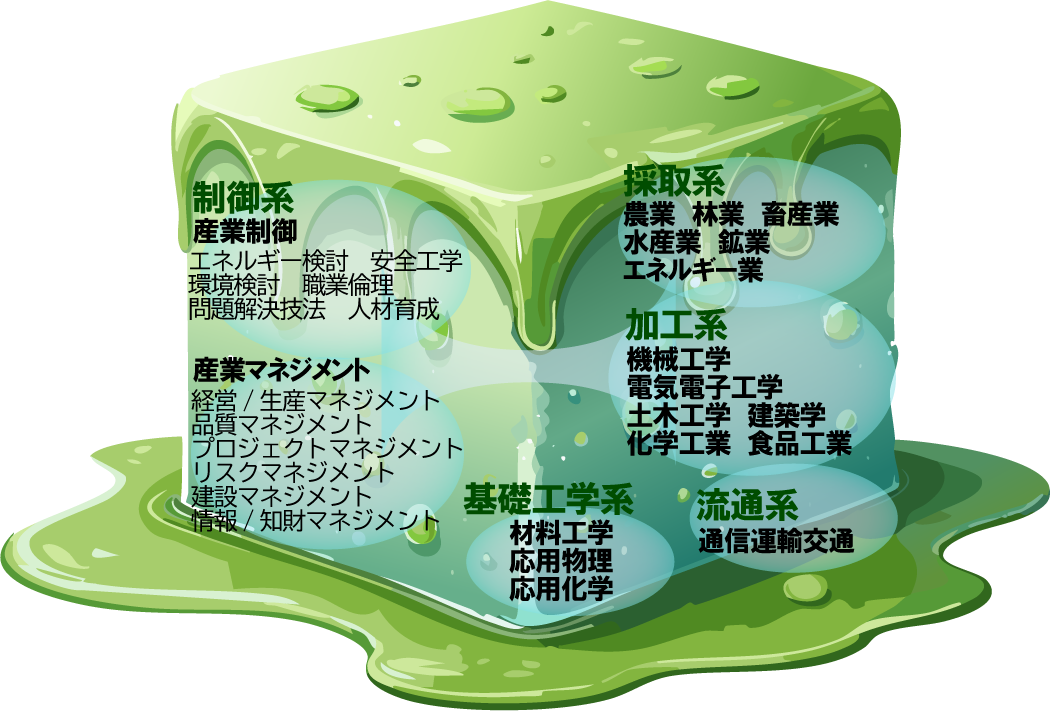 制御系
産業制御
エネルギー検討　安全工学
環境検討　職業倫理
問題解決技法　人材育成
産業マネジメント
経営 / 生産マネジメント
品質マネジメント
プロジェクトマネジメント
リスクマネジメント
建設マネジメント
情報 / 知財マネジメント
基礎工学系
材料工学
応用物理
応用化学
採取系
農業　林業　畜産業
水産業　鉱業
エネルギー業
加工系
機械工学
電気電子工学
土木工学　建築学
化学工業　食品工業
流通系
通信運輸交通